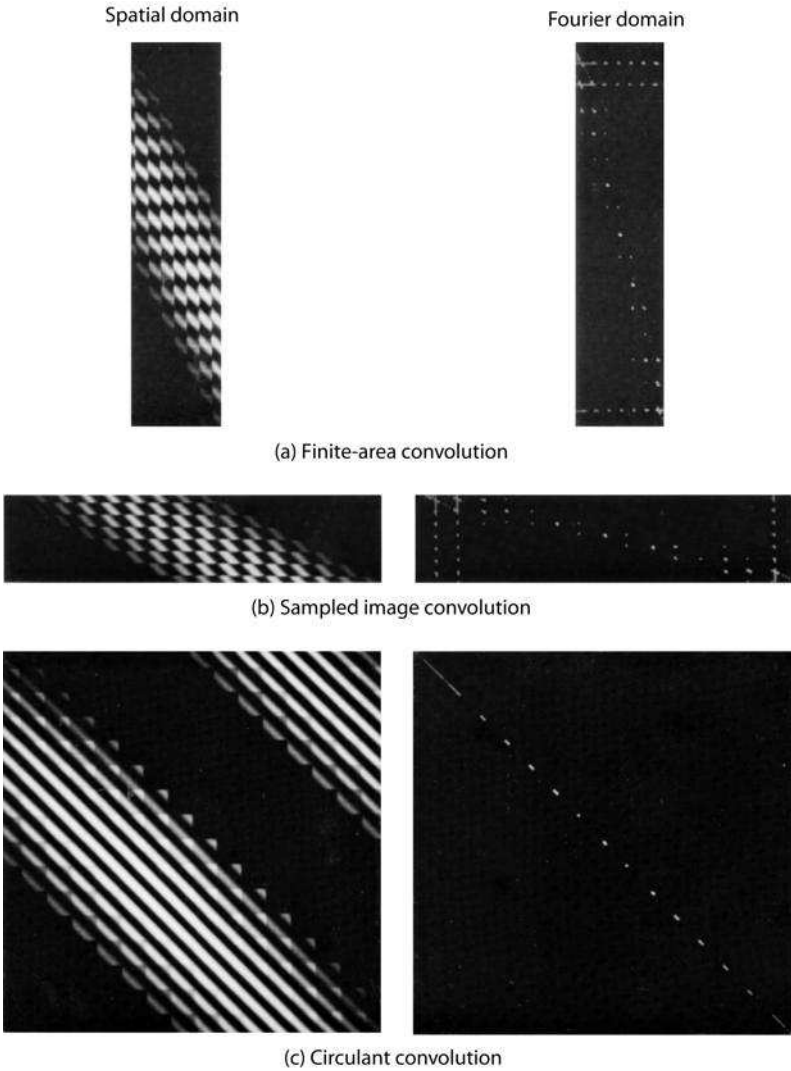 Spatial domain
Fourier domain
(a) Finite-area convolution
(b) Sampled image convolution
(c) Circulant convolution